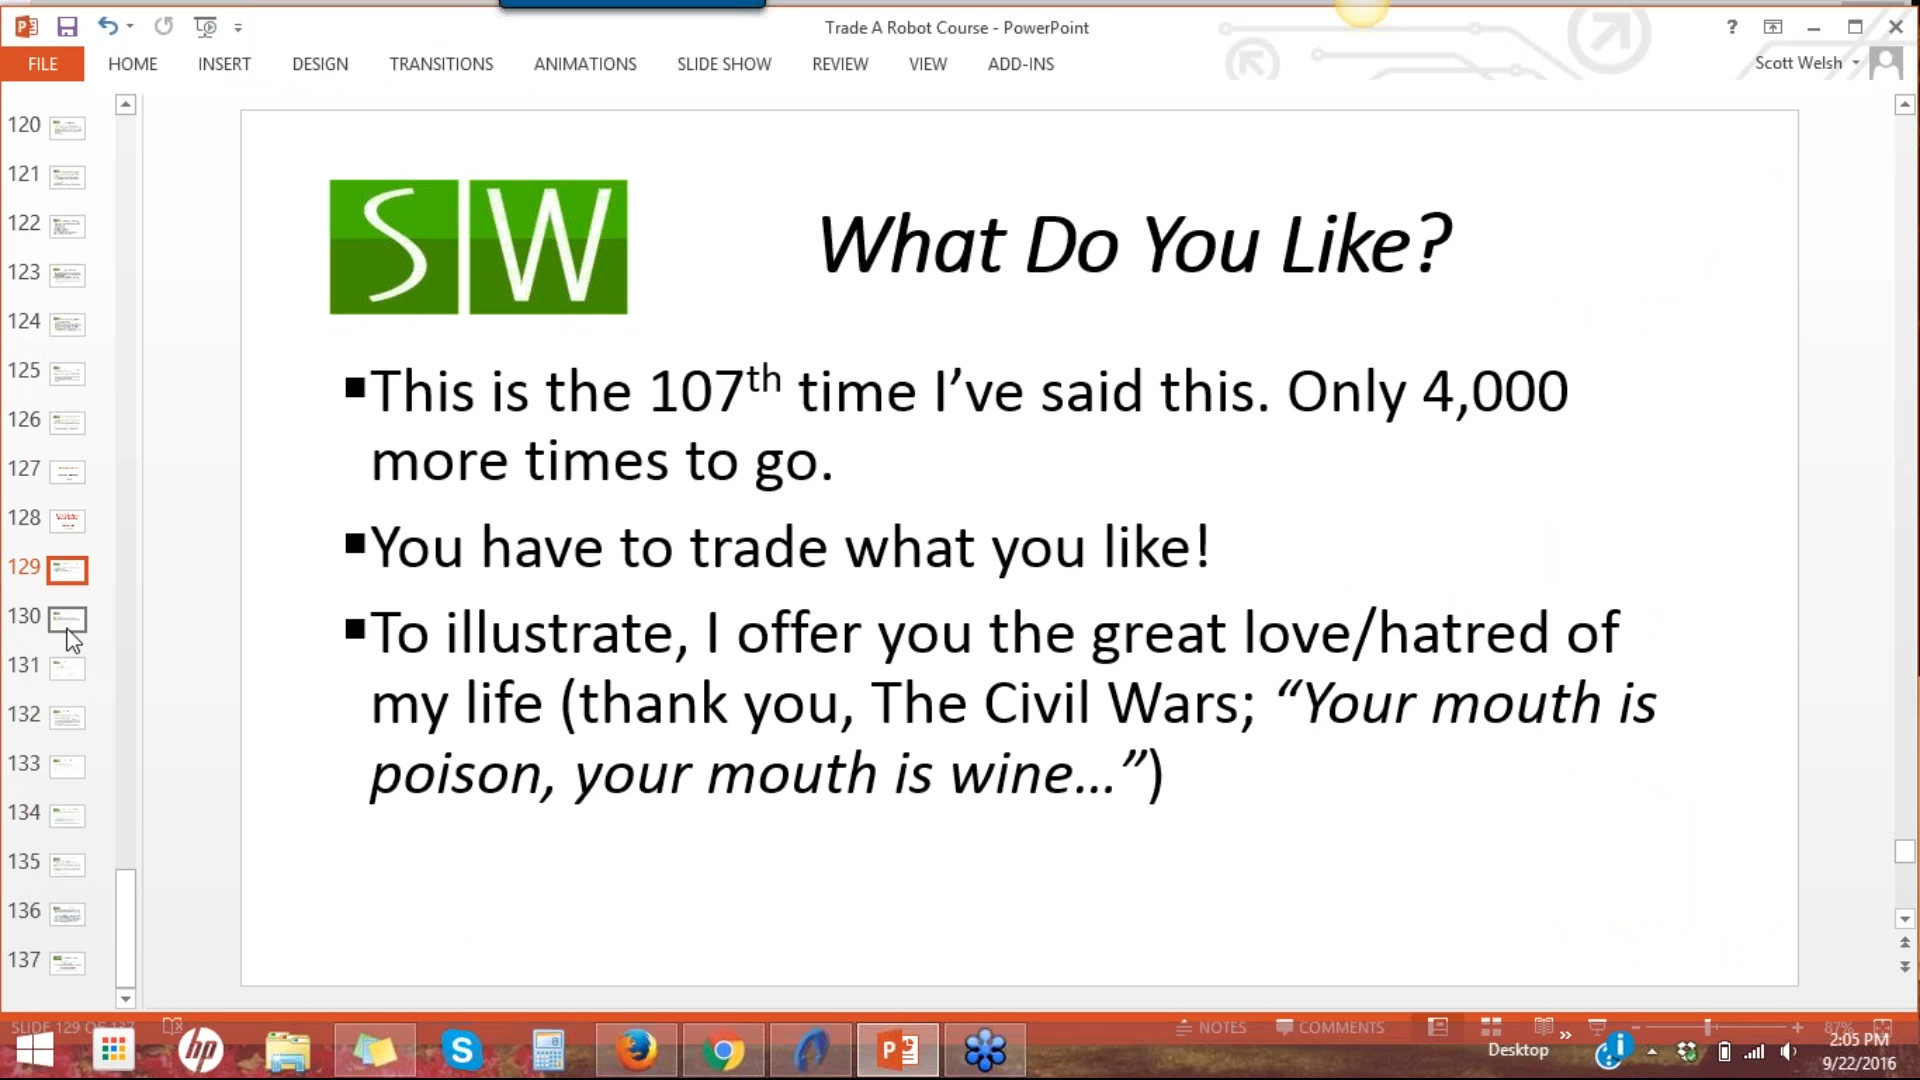 Trade A Robot Course - PowerPoint
?
FILE HOME INSERT DESIGN TRANSITIONS ANIMATIONS SLIDE SHOW REVIEW VIEW ADD-INS
Scott Welsh
120
121
122
123
124
125
126
127
128
129
130
131
132
133
134
135
136
137
S W
What Do You Like?
▪This is the 107th time I’ve said this. Only 4,000
more times to go.
▪You have to trade what you like!
▪To illustrate, I offer you the great love/hatred of
my life (thank you, The Civil Wars; “Your mouth is
poison, your mouth is wine…”)
SLIDE 129 OF 137
NOTES COMMENTS 87%
Desktop
2:05 PM
9/22/2016